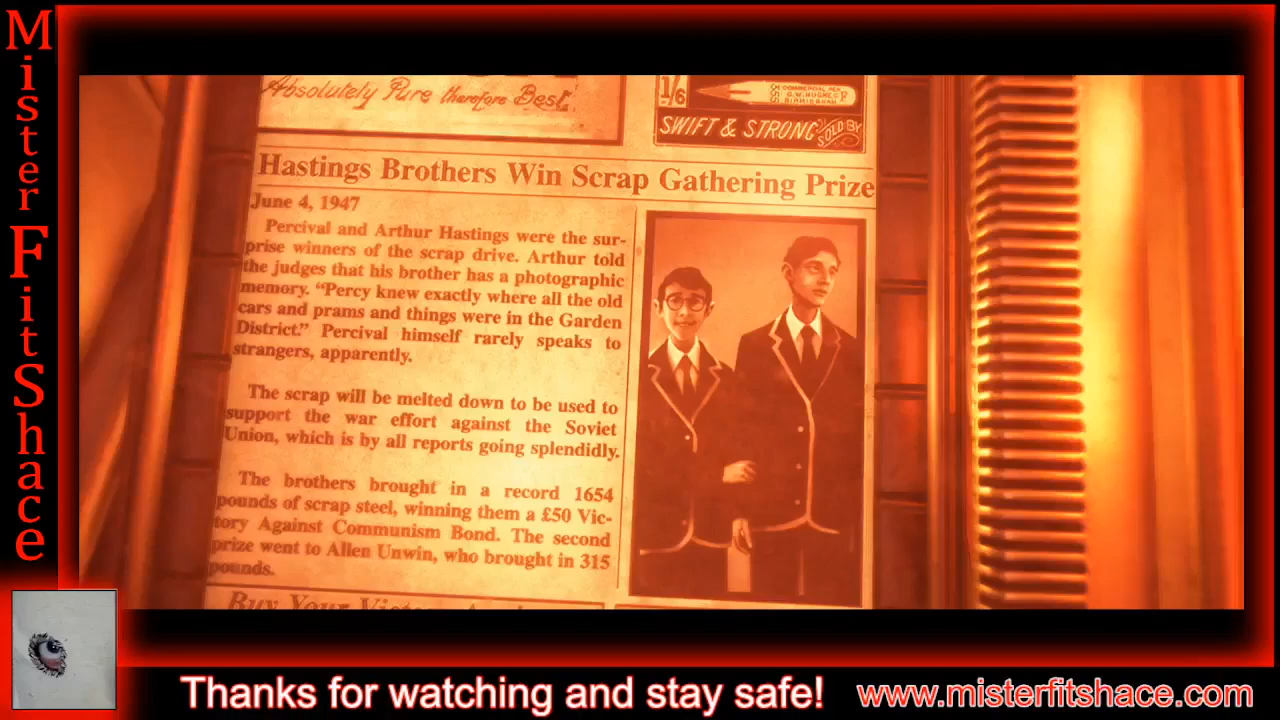 Mister FitShace
Absolutely Pure therefore Best.
1/6
COMMERCIAL PEN
BIRMINGHAM
SWIFT & STRONG SOLD BY
Hastings Brothers Win Scrap Gathering Prize
June 4, 1947
Percival and Arthur Hastings were the sur-
prise winners of the scrap drive. Arthur told
the judges that his brother has a photographic
memory. “Percy knew exactly where all the old
cars and prams and things were in the Garden
District.” Percival himself rarely speaks to
strangers, apparently.
The scrap will be melted down to be used to
support the war effort against the Soviet
Union, which is by all reports going splendidly.
The brothers brought in a record 1654
pounds of scrap steel, winning them a £50 Vic-
tory Against Communism Bond. The second
prize went to Allen Unwin, who brought in 315
pounds.
Buy Your
Thanks for watching and stay safe!
www.misterfitshace.com